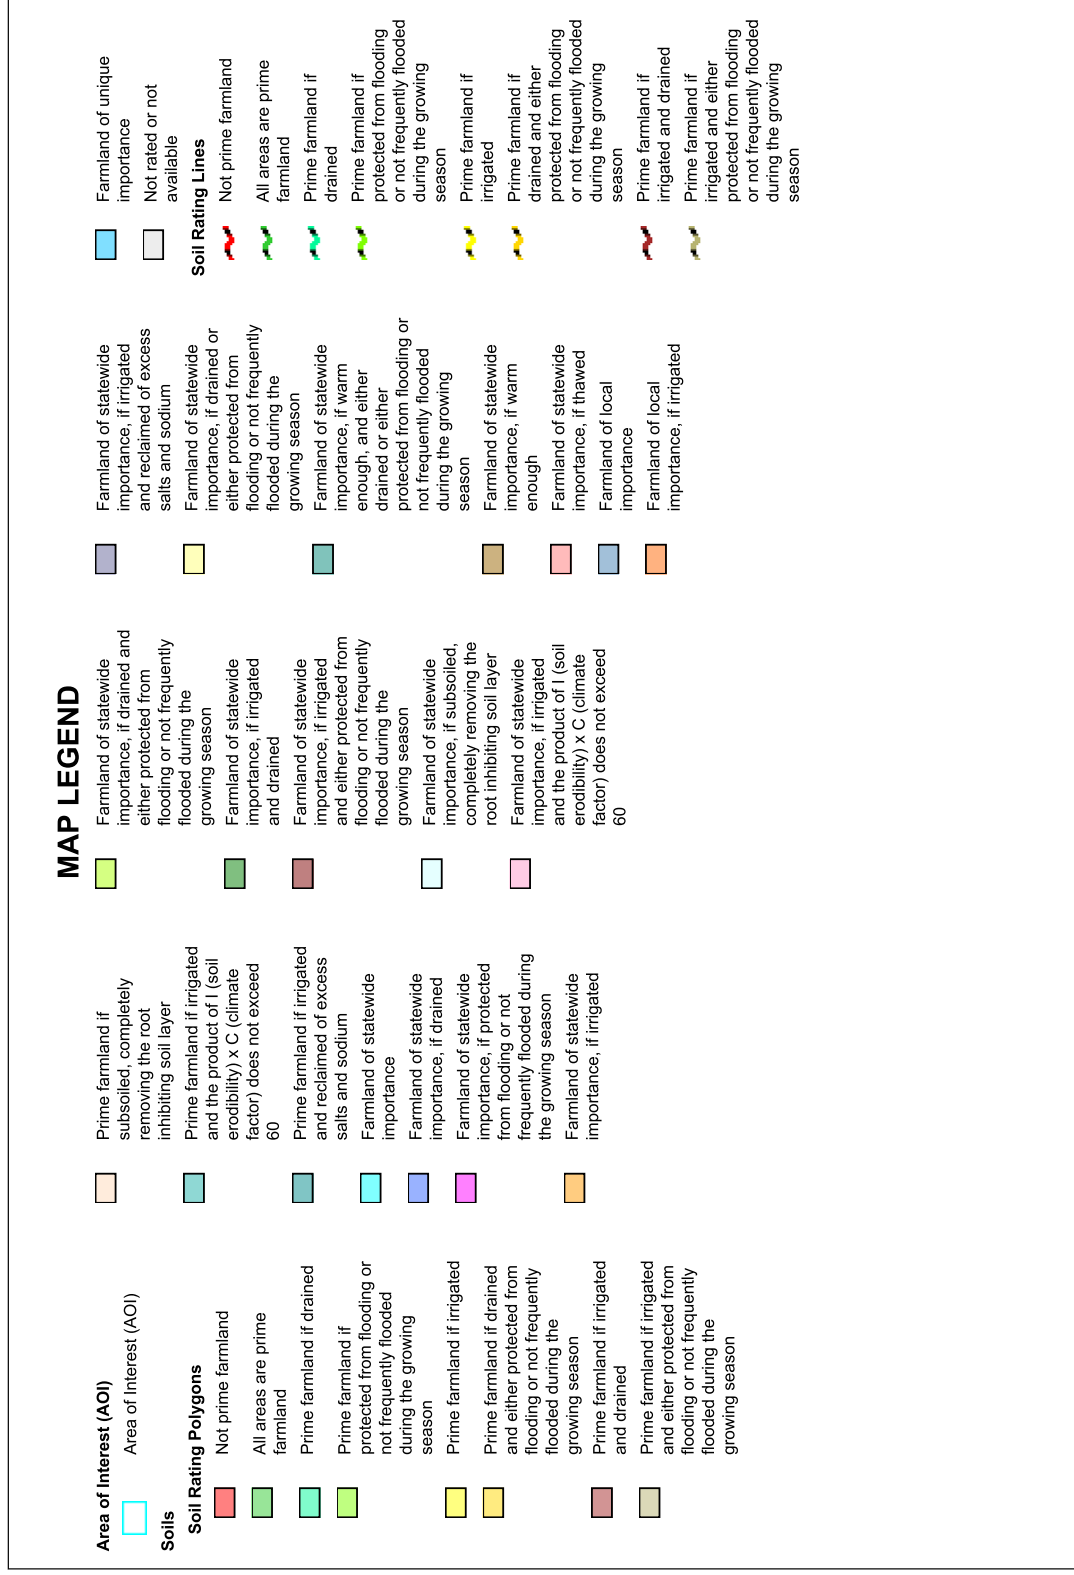 MAP LEGEND
Area of Interest (AOI)
Area of Interest (AOI)
Soils
Soil Rating Polygons
Not prime farmland
All areas are prime
farmland
Prime farmland if drained
Prime farmland if
protected from flooding or
not frequently flooded
during the growing
season
Prime farmland if irrigated
Prime farmland if drained
and either protected from
flooding or not frequently
flooded during the
growing season
Prime farmland if irrigated
and drained
Prime farmland if irrigated
and either protected from
flooding or not frequently
flooded during the
growing season
Prime farmland if
subsoiled, completely
removing the root
inhibiting soil layer
Prime farmland if irrigated
and the product of I (soil
erodibility) x C (climate
factor) does not exceed
60
Prime farmland if irrigated
and reclaimed of excess
salts and sodium
Farmland of statewide
importance
Farmland of statewide
importance, if drained
Farmland of statewide
importance, if protected
from flooding or not
frequently flooded during
the growing season
Farmland of statewide
importance, if irrigated
Farmland of statewide
importance, if drained and
either protected from
flooding or not frequently
flooded during the
growing season
Farmland of statewide
importance, if irrigated
and drained
Farmland of statewide
importance, if irrigated
and either protected from
flooding or not frequently
flooded during the
growing season
Farmland of statewide
importance, if subsoiled,
completely removing the
root inhibiting soil layer
Farmland of statewide
importance, if irrigated
and the product of I (soil
erodibility) x C (climate
factor) does not exceed
60
Farmland of statewide
importance, if irrigated
and reclaimed of excess
salts and sodium
Farmland of statewide
importance, if drained or
either protected from
flooding or not frequently
flooded during the
growing season
Farmland of statewide
importance, if warm
enough, and either
drained or either
protected from flooding or
not frequently flooded
during the growing
season
Farmland of statewide
importance, if warm
enough
Farmland of statewide
importance, if thawed
Farmland of local
importance
Farmland of local
importance, if irrigated
Farmland of unique
importance
Not rated or not
available
Soil Rating Lines
Not prime farmland
All areas are prime
farmland
Prime farmland if
drained
Prime farmland if
protected from flooding
or not frequently flooded
during the growing
season
Prime farmland if
irrigated
Prime farmland if
drained and either
protected from flooding
or not frequently flooded
during the growing
season
Prime farmland if
irrigated and drained
Prime farmland if
irrigated and either
protected from flooding
or not frequently flooded
during the growing
season